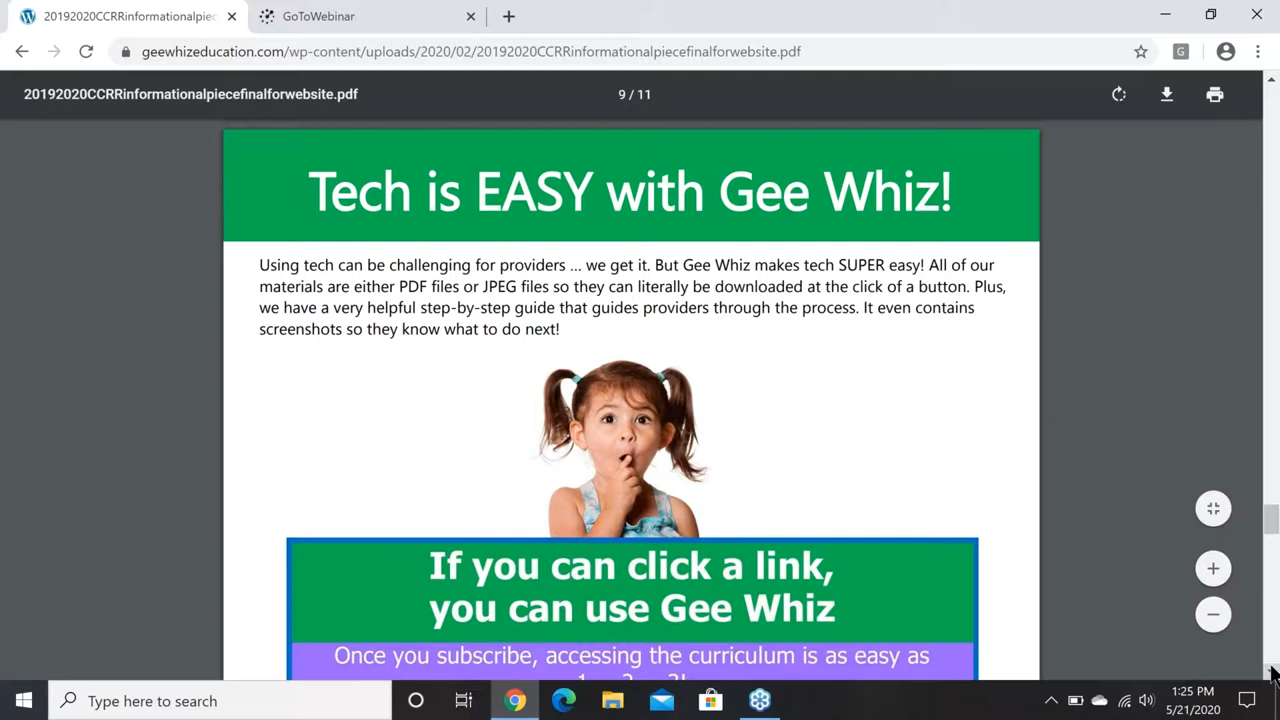 20192020CCRRinformationalpiec
GoToWebinar
geewhizeducation.com/wp-content/uploads/2020/02/20192020CCRRinformationalpiecefinalforwebsite.pdf
G
20192020CCRRinformationalpiecefinalforwebsite.pdf
9 / 11
Tech is EASY with Gee Whiz!
Using tech can be challenging for providers ... we get it. But Gee Whiz makes tech SUPER easy! All of our
materials are either PDF files or JPEG files so they can literally be downloaded at the click of a button. Plus,
we have a very helpful step-by-step guide that guides providers through the process. It even contains
screenshots so they know what to do next!
If you can click a link,
you can use Gee Whiz
Once you subscribe, accessing the curriculum is as easy as
Type here to search
1:25 PM
5/21/2020